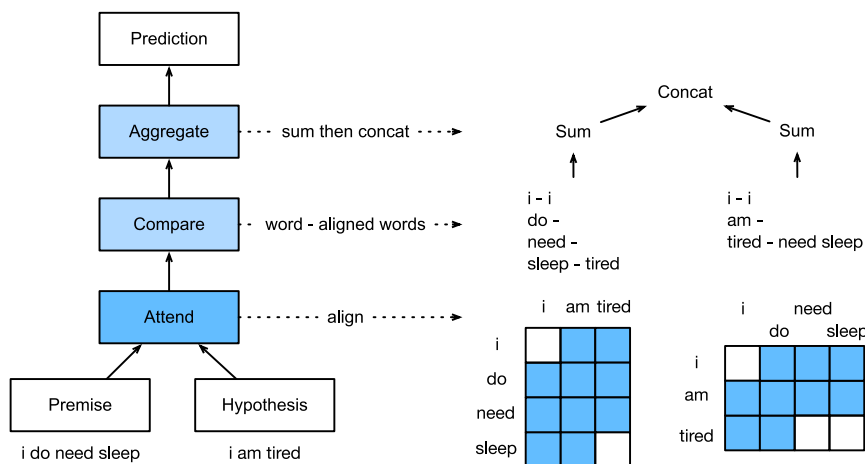 Prediction
Aggregate
sum then concat
Compare
word - aligned words
Attend
align
Premise
Hypothesis
i do need sleep
i am tired
Concat
Sum
Sum
i - i
do -
need -
sleep - tired
i - i
am -
tired - need sleep
i am tired
i
do
need
sleep
i need
do sleep
i
am
tired